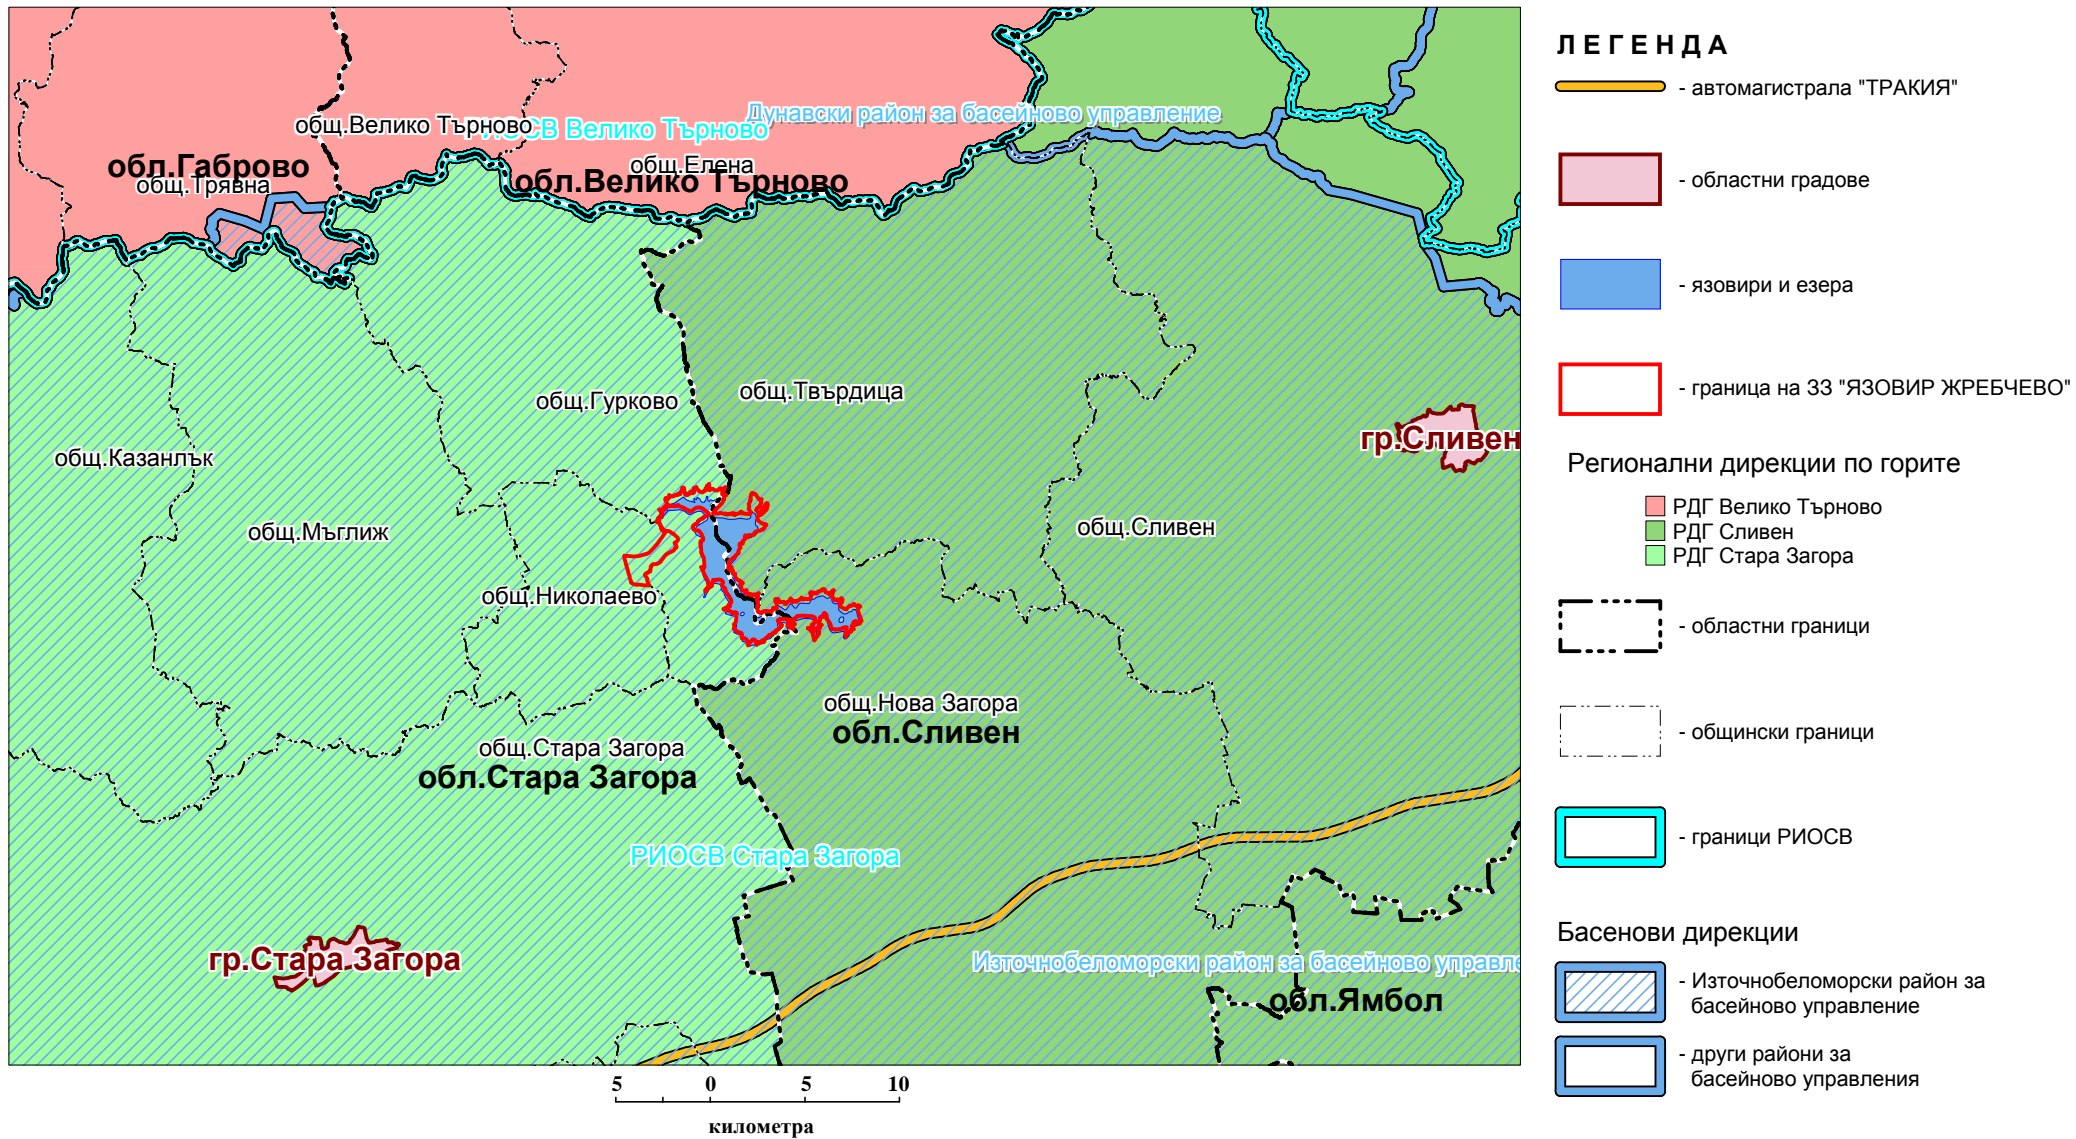 Дунавски район за басейново управление
общ.Велико Търново
РИОСВ Велико Търново
обл.Габрово
общ.Елена
общ.Трявна
обл.Велико Търново
общ.Твърдица
общ.Гурково
гр.Сливен
общ.Казанлък
общ.Мъглиж
общ.Сливен
общ.Николаево
общ.Нова Загора
обл.Сливен
общ.Стара Загора
обл.Стара Загора
РИОСВ Стара Загора
гр.Стара Загора
Източнобеломорски район за басейново управле
обл.Ямбол
5 0 5 10
километра
ЛЕГЕНДА
- автомагистрала "ТРАКИЯ"
- областни градове
- язовири и езера
- граница на ЗЗ "ЯЗОВИР ЖРЕБЧЕВО"
Регионални дирекции по горите
РДГ Велико Търново
РДГ Сливен
РДГ Стара Загора
- областни граници
- общински граници
- граници РИОСВ
Басенови дирекции
- Източнобеломорски район за
басейново управление
- други райони за
басейново управления